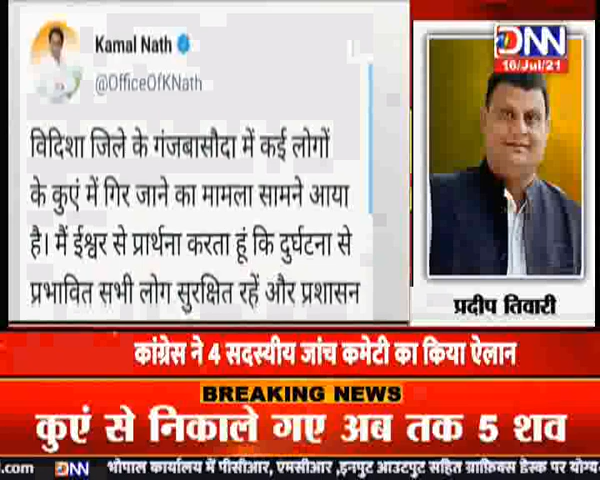 Kamal Nath
@OfficeOfKNath
विदिशा जिले के गंजबासौदा में कई लोगों
के कुएं में गिर जाने का मामला सामने आया
है। मैं ईश्वर से प्रार्थना करता हूं कि दुर्घटना से
प्रभावित सभी लोग सुरक्षित रहें और प्रशासन
DNN
16/Jul/21
प्रदीप तिवारी
कांग्रेस ने 4 सदस्यीय जांच कमेटी का किया ऐलान
BREAKING NEWS
कुएं से निकाले गए अब तक 5 शव
l.com DNN भोपाल कार्यालय में पीसीआर, एमसीआर ,इनपुट आउटपुट सहित ग्राफ़िक्स डेस्क पर योग्य